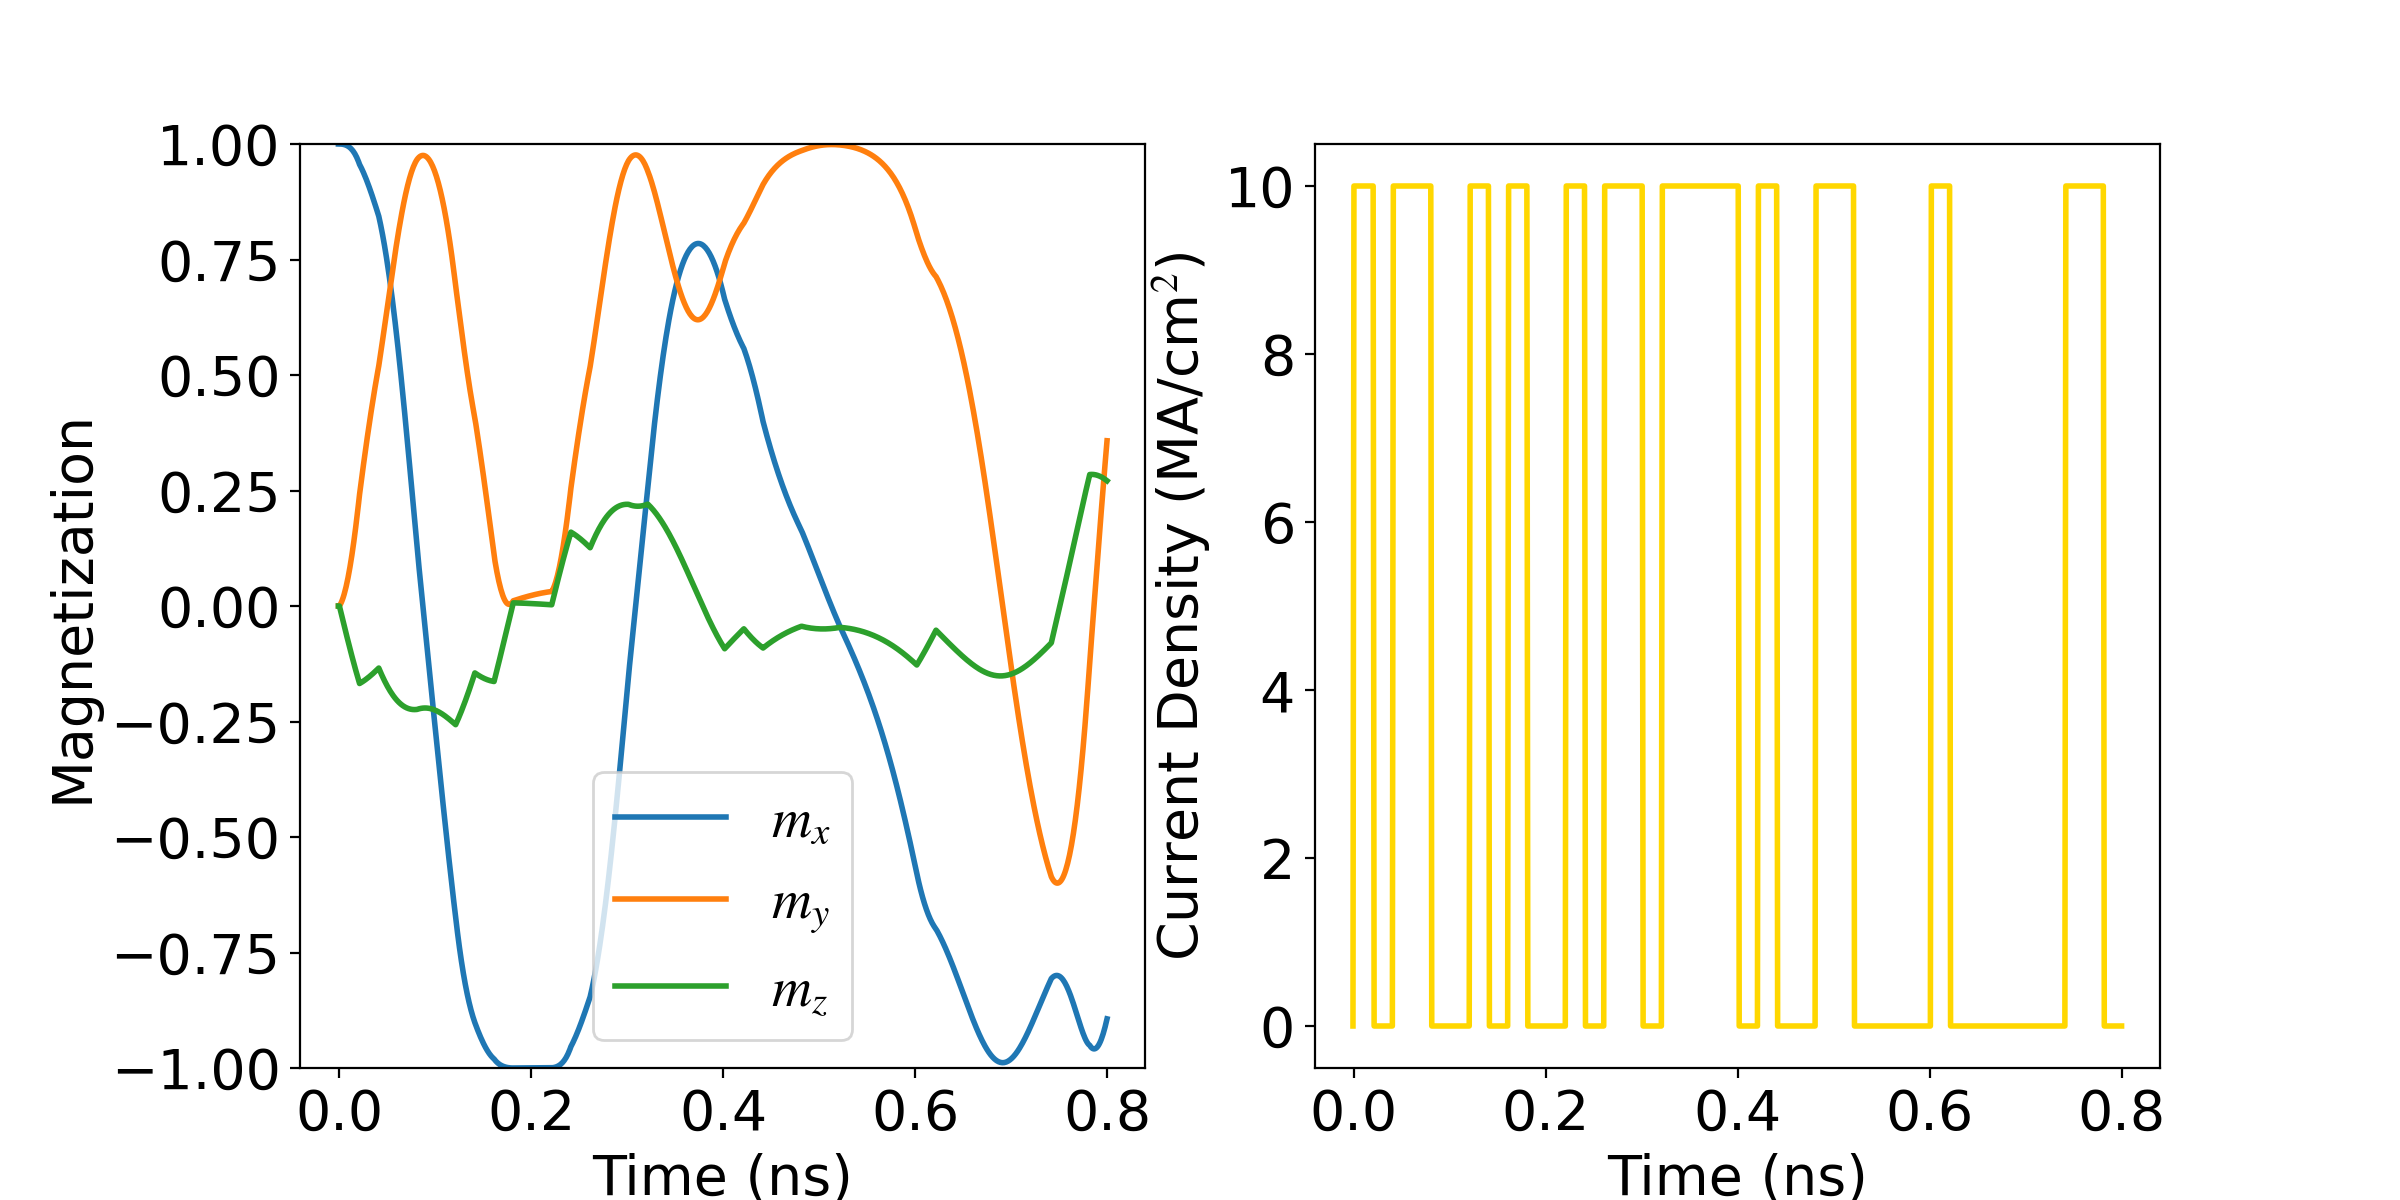 Magnetization
1.00
0.75
0.50
0.25
0.00
−0.25
−0.50
−0.75
−1.00
0.0 0.2 0.4 0.6 0.8
Time (ns)
m_x
m_y
m_z
Current Density (MA/cm²)
10
8
6
4
2
0
0.0 0.2 0.4 0.6 0.8
Time (ns)